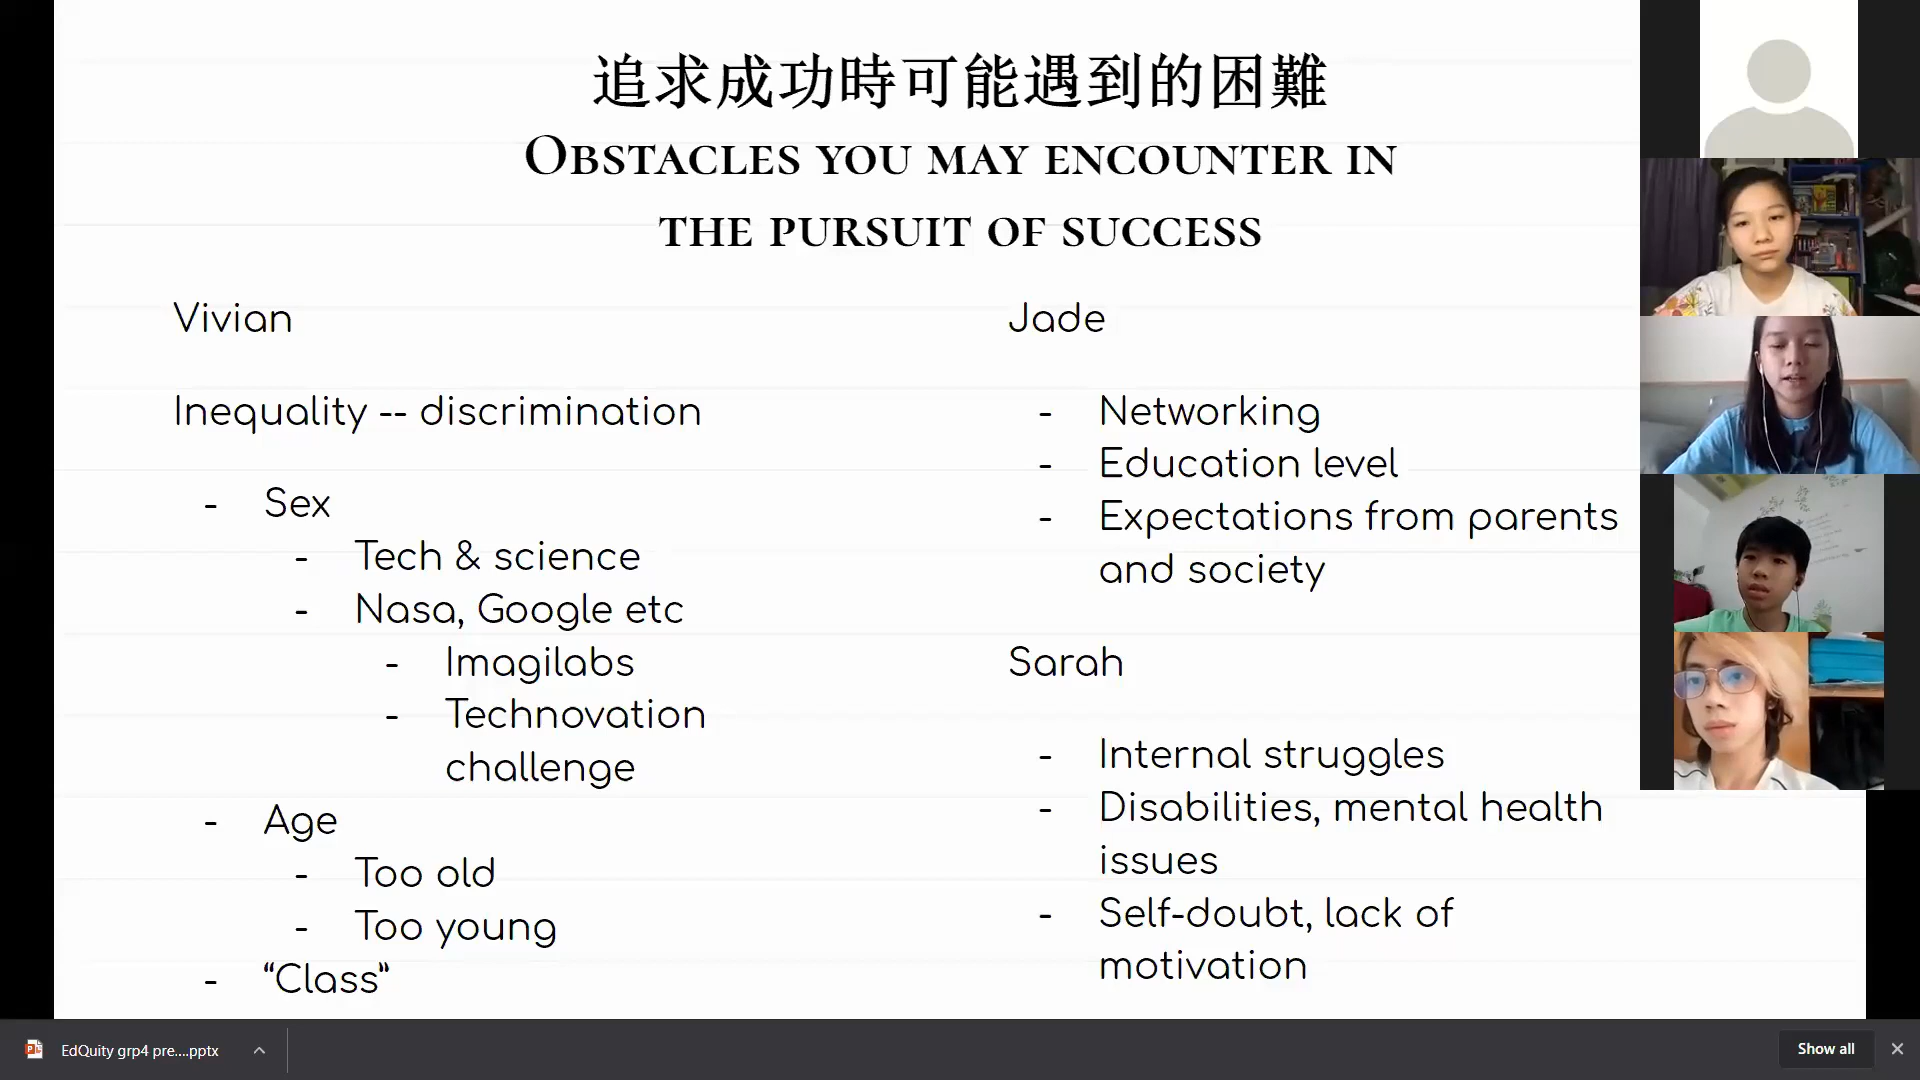 追求成功時可能遇到的困難
Obstacles you may encounter in
the pursuit of success
Vivian
Inequality -- discrimination
- Sex
- Tech & science
- Nasa, Google etc
- Imagilabs
- Technovation
challenge
- Age
- Too old
- Too young
- “Class”
Jade
- Networking
- Education level
- Expectations from parents
and society
Sarah
- Internal struggles
- Disabilities, mental health
issues
- Self-doubt, lack of
motivation
EdQuity grp4 pre....pptx
Show all